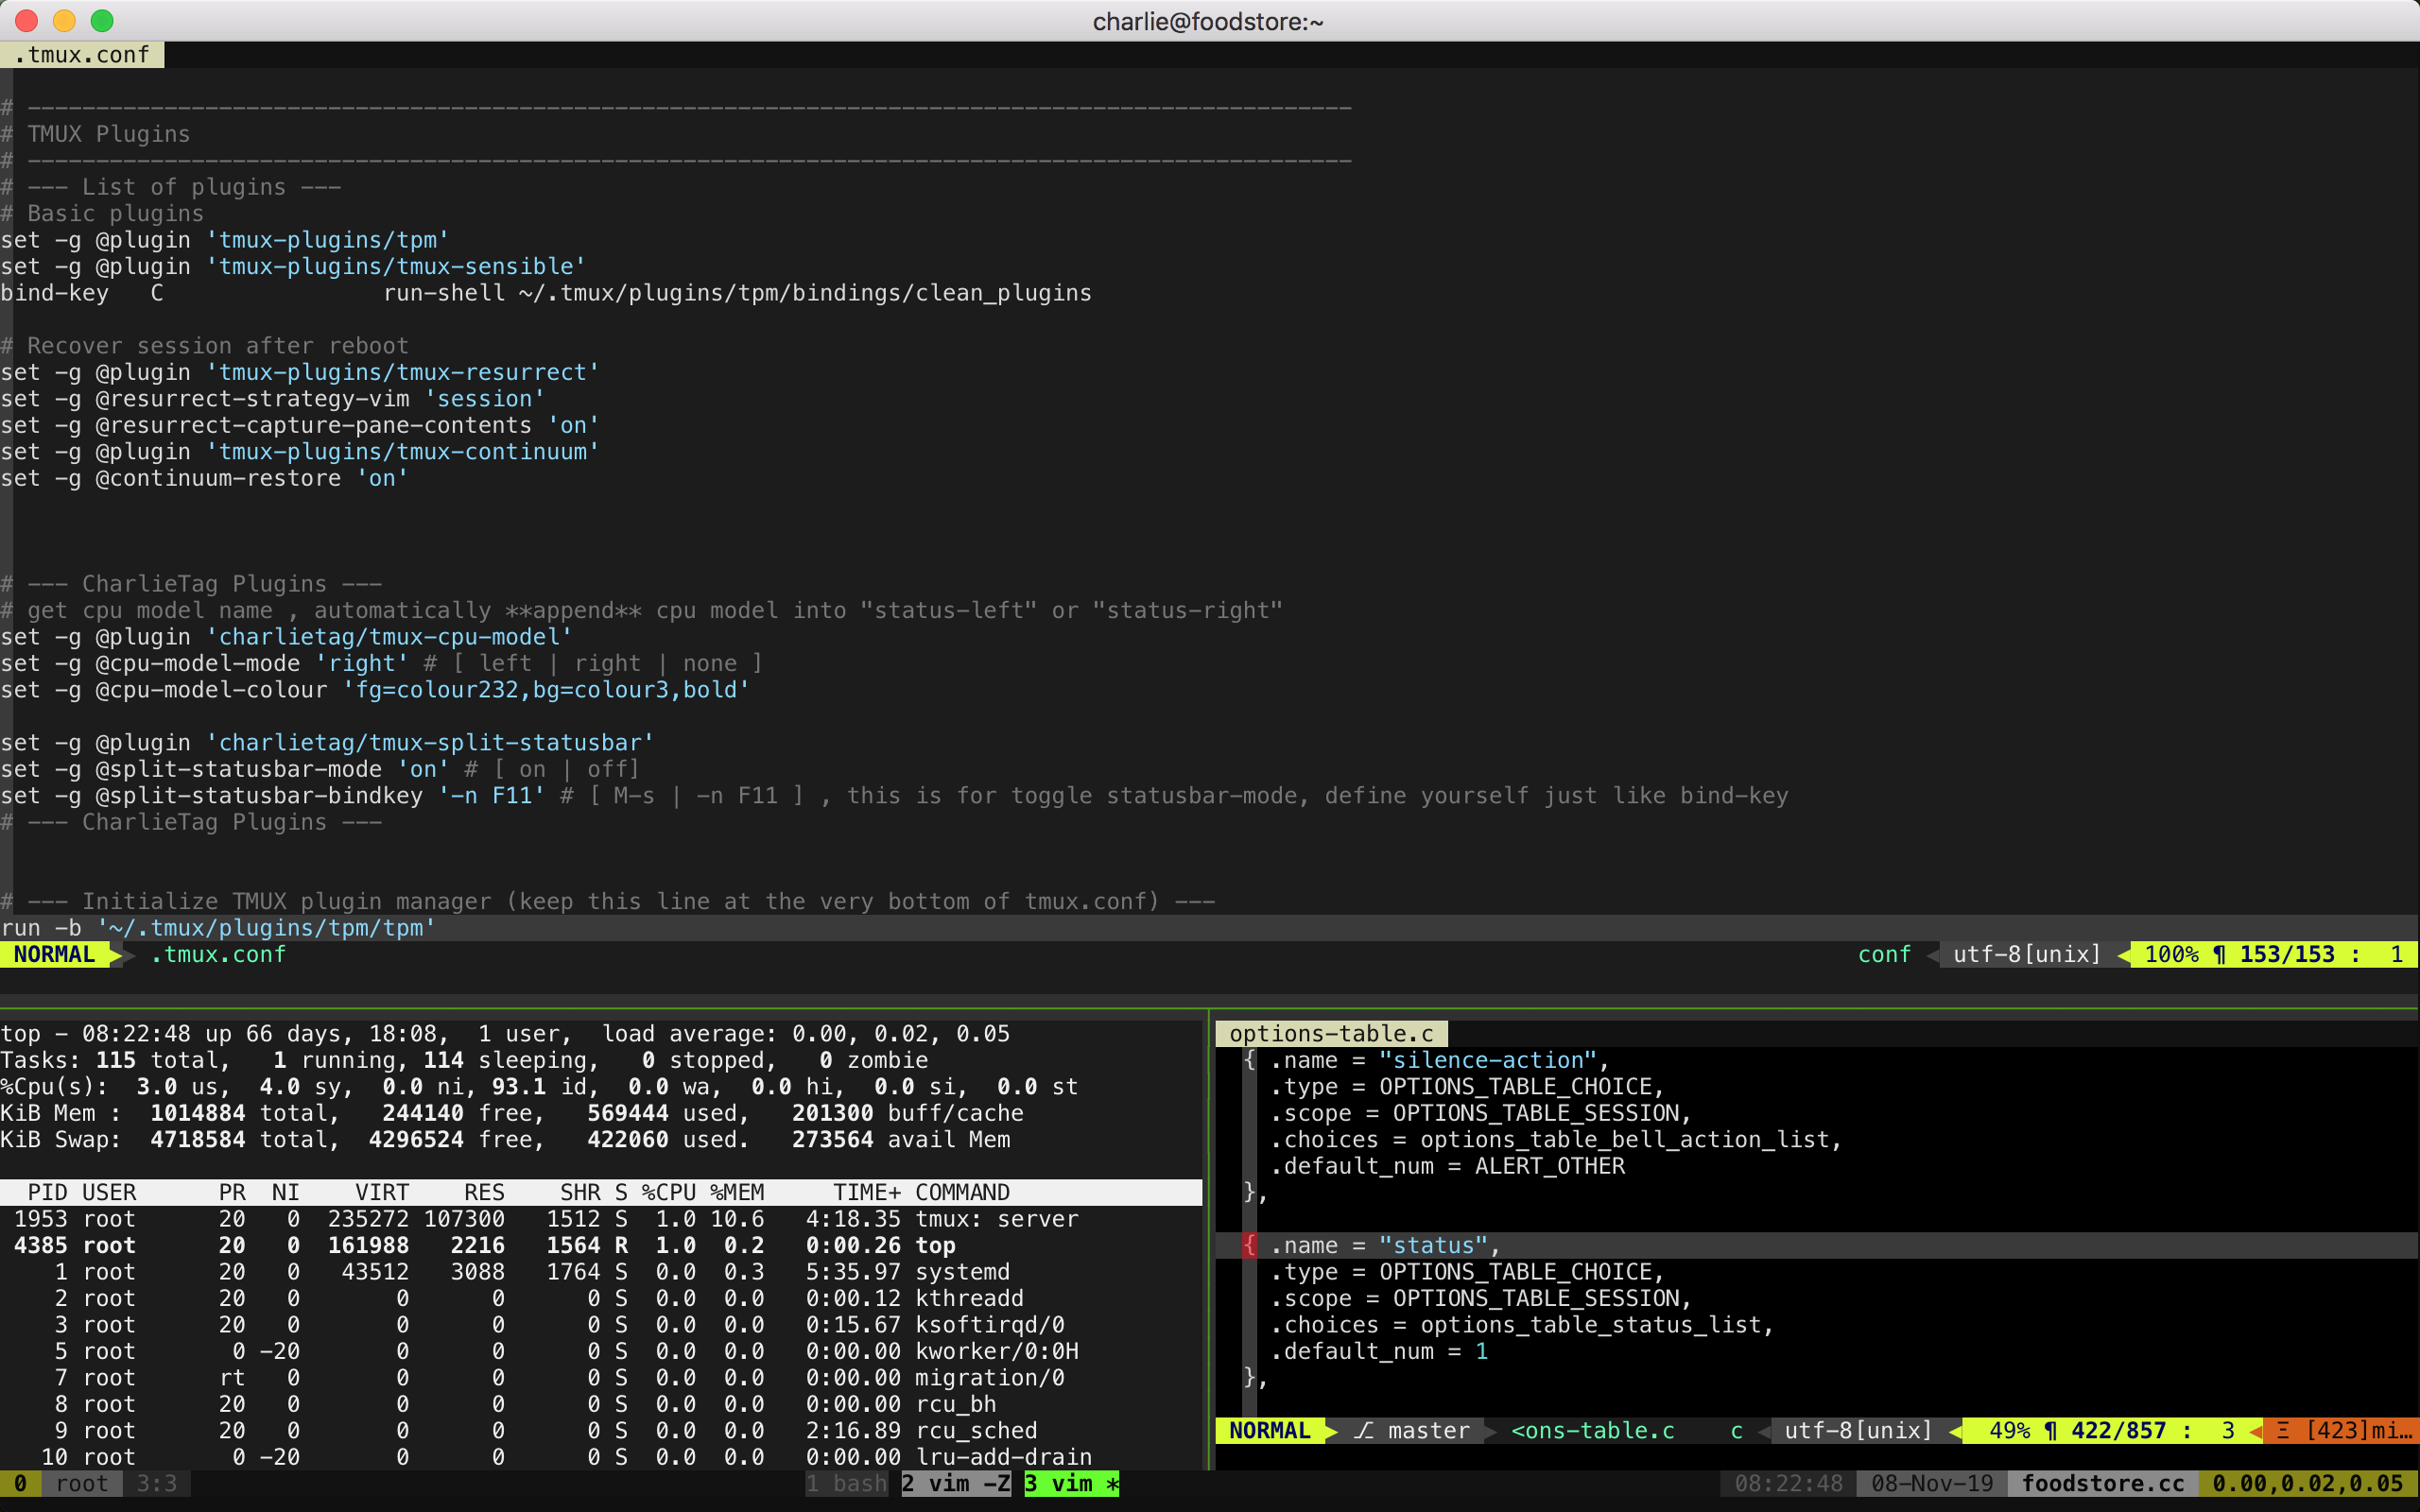 charlie@foodstore:~
.tmux.conf
# -------------------------------------------------------------------------------------------------
# TMUX Plugins
# -------------------------------------------------------------------------------------------------
# --- List of plugins ---
# Basic plugins
set -g @plugin 'tmux-plugins/tpm'
set -g @plugin 'tmux-plugins/tmux-sensible'
bind-key   C                run-shell ~/.tmux/plugins/tpm/bindings/clean_plugins
# Recover session after reboot
set -g @plugin 'tmux-plugins/tmux-resurrect'
set -g @resurrect-strategy-vim 'session'
set -g @resurrect-capture-pane-contents 'on'
set -g @plugin 'tmux-plugins/tmux-continuum'
set -g @continuum-restore 'on'
# --- CharlieTag Plugins ---
# get cpu model name , automatically **append** cpu model into "status-left" or "status-right"
set -g @plugin 'charlietag/tmux-cpu-model'
set -g @cpu-model-mode 'right' # [ left | right | none ]
set -g @cpu-model-colour 'fg=colour232,bg=colour3,bold'
set -g @plugin 'charlietag/tmux-split-statusbar'
set -g @split-statusbar-mode 'on' # [ on | off]
set -g @split-statusbar-bindkey '-n F11' # [ M-s | -n F11 ] , this is for toggle statusbar-mode, define yourself just like bind-key
# --- CharlieTag Plugins ---
# --- Initialize TMUX plugin manager (keep this line at the very bottom of tmux.conf) ---
run -b '~/.tmux/plugins/tpm/tpm'
NORMAL .tmux.conf conf utf-8[unix] 100% ¶ 153/153 :  1
top - 08:22:48 up 66 days, 18:08,  1 user,  load average: 0.00, 0.02, 0.05
Tasks: 115 total,   1 running, 114 sleeping,   0 stopped,   0 zombie
%Cpu(s):  3.0 us,  4.0 sy,  0.0 ni, 93.1 id,  0.0 wa,  0.0 hi,  0.0 si,  0.0 st
KiB Mem :  1014884 total,   244140 free,   569444 used,   201300 buff/cache
KiB Swap:  4718584 total,  4296524 free,   422060 used.   273564 avail Mem
PID USER      PR  NI    VIRT    RES    SHR S %CPU %MEM     TIME+ COMMAND
1953 root      20   0  235272 107300   1512 S  1.0 10.6   4:18.35 tmux: server
4385 root      20   0  161988   2216   1564 R  1.0  0.2   0:00.26 top
1 root      20   0   43512   3088   1764 S  0.0  0.3   5:35.97 systemd
2 root      20   0       0      0      0 S  0.0  0.0   0:00.12 kthreadd
3 root      20   0       0      0      0 S  0.0  0.0   0:15.67 ksoftirqd/0
5 root       0 -20       0      0      0 S  0.0  0.0   0:00.00 kworker/0:0H
7 root      rt   0       0      0      0 S  0.0  0.0   0:00.00 migration/0
8 root      20   0       0      0      0 S  0.0  0.0   0:00.00 rcu_bh
9 root      20   0       0      0      0 S  0.0  0.0   2:16.89 rcu_sched
10 root       0 -20       0      0      0 S  0.0  0.0   0:00.00 lru-add-drain
options-table.c
{ .name = "silence-action",
.type = OPTIONS_TABLE_CHOICE,
.scope = OPTIONS_TABLE_SESSION,
.choices = options_table_bell_action_list,
.default_num = ALERT_OTHER
},
{ .name = "status",
.type = OPTIONS_TABLE_CHOICE,
.scope = OPTIONS_TABLE_SESSION,
.choices = options_table_status_list,
.default_num = 1
},
NORMAL ⎇ master <ons-table.c c utf-8[unix] 49% ¶ 422/857 :  3 Ξ [423]mi…
0 root 3:3 1 bash 2 vim -Z 3 vim * 08:22:48 08-Nov-19 foodstore.cc 0.00,0.02,0.05